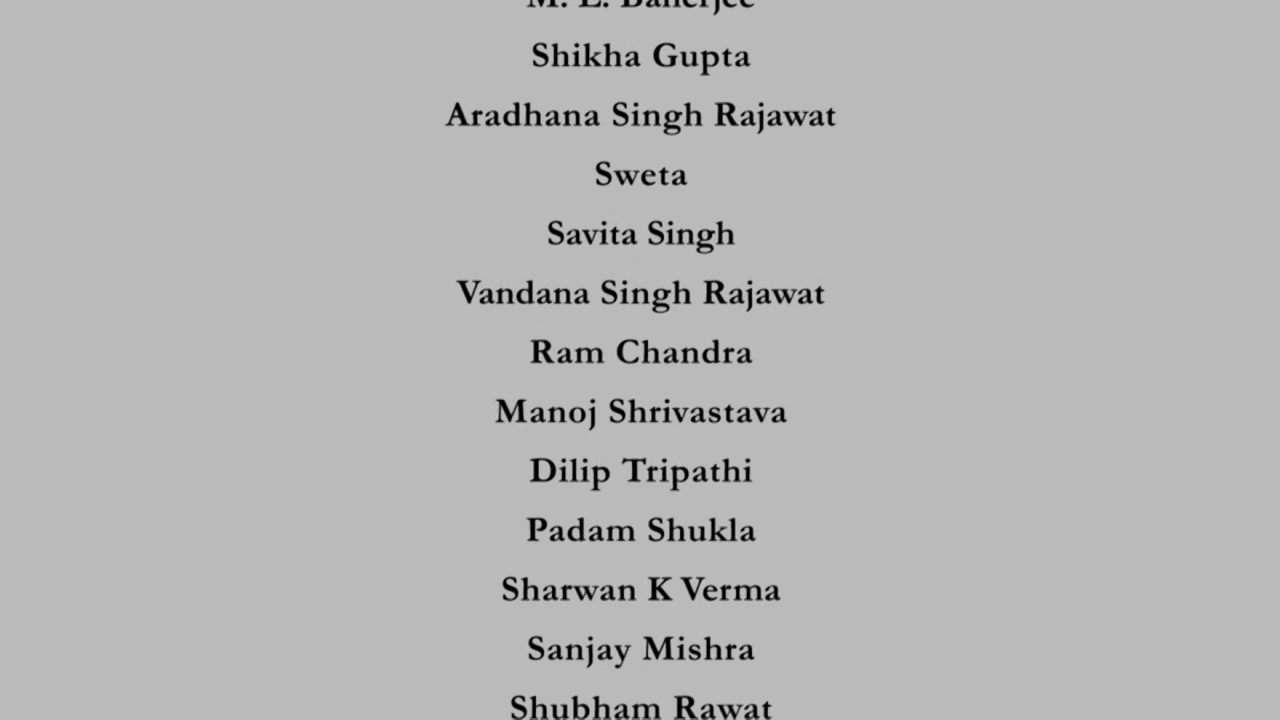 Banerjee
Shikha Gupta
Aradhana Singh Rajawat
Sweta
Savita Singh
Vandana Singh Rajawat
Ram Chandra
Manoj Shrivastava
Dilip Tripathi
Padam Shukla
Sharwan K Verma
Sanjay Mishra
Shubham Rawat